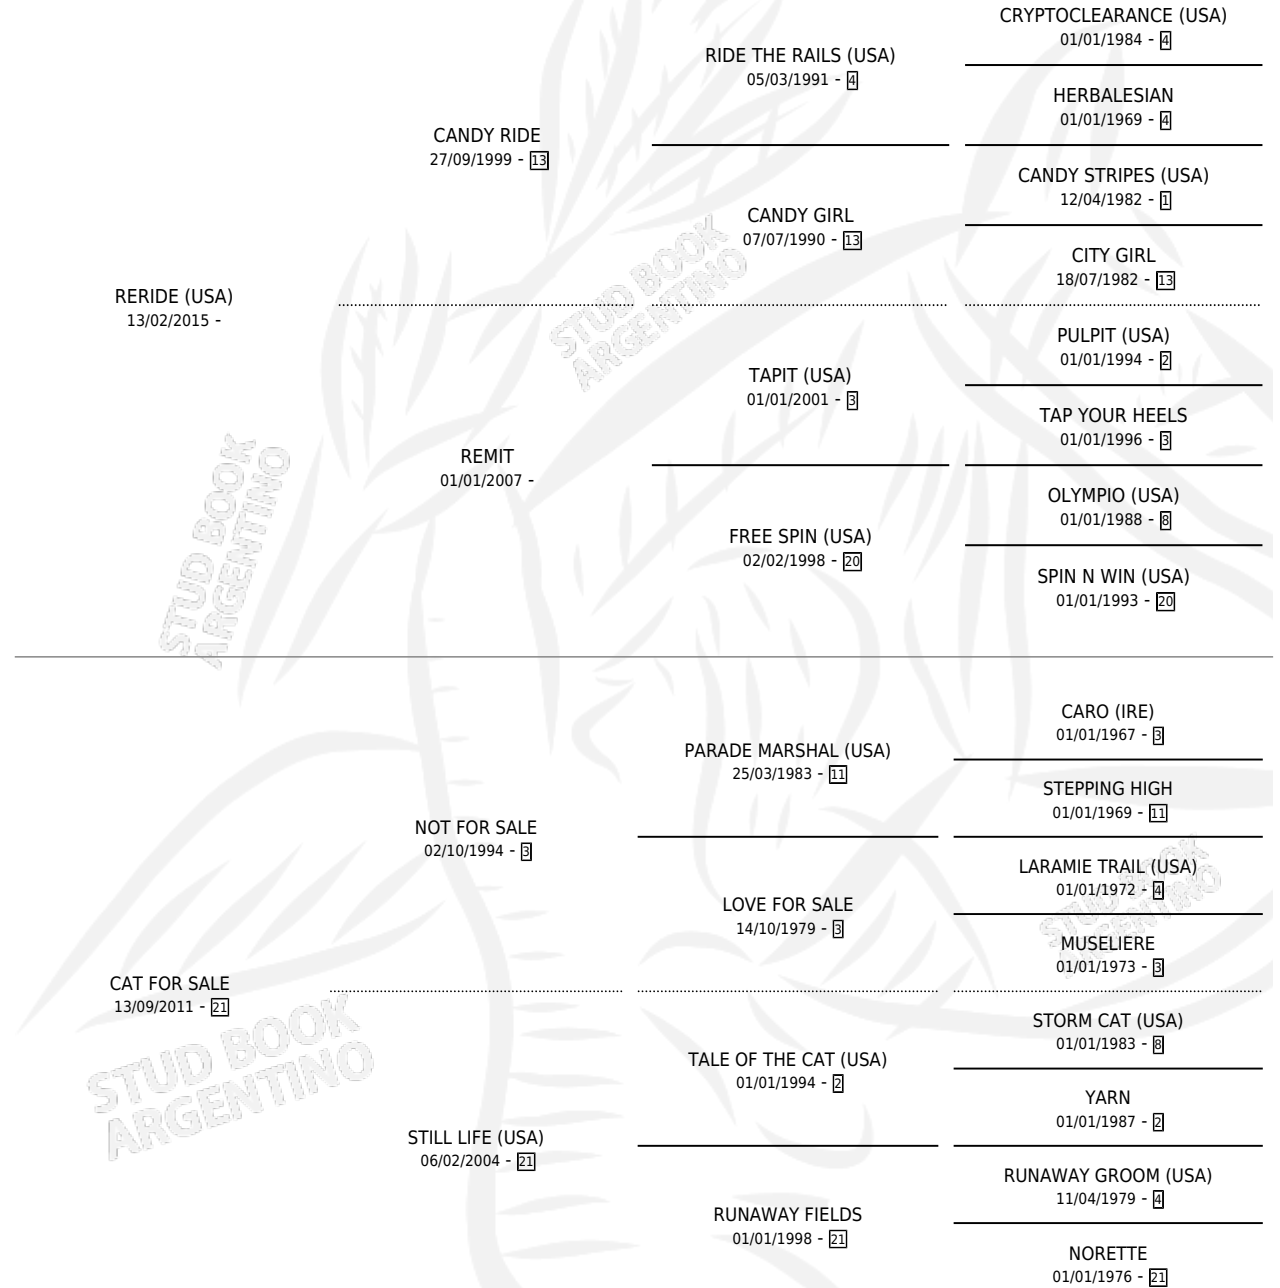 CRYPTOCLEARANCE (USA)
01/01/1984 - 4
RIDE THE RAILS (USA)
05/03/1991 - 4
HERBALESIAN
01/01/1969 - 4
CANDY RIDE
27/09/1999 - 13
CANDY STRIPES (USA)
12/04/1982 - 1
CANDY GIRL
07/07/1990 - 13
CITY GIRL
18/07/1982 - 13
RERIDE (USA)
13/02/2015 -
PULPIT (USA)
01/01/1994 - 2
TAPIT (USA)
01/01/2001 - 3
TAP YOUR HEELS
01/01/1996 - 3
REMIT
01/01/2007 -
OLYMPIO (USA)
01/01/1988 - 8
FREE SPIN (USA)
02/02/1998 - 20
SPIN N WIN (USA)
01/01/1993 - 20
CARO (IRE)
01/01/1967 - 3
PARADE MARSHAL (USA)
25/03/1983 - 11
STEPPING HIGH
01/01/1969 - 11
NOT FOR SALE
02/10/1994 - 3
LARAMIE TRAIL (USA)
01/01/1972 - 4
LOVE FOR SALE
14/10/1979 - 3
MUSELIERE
01/01/1973 - 3
CAT FOR SALE
13/09/2011 - 21
STORM CAT (USA)
01/01/1983 - 8
TALE OF THE CAT (USA)
01/01/1994 - 2
YARN
01/01/1987 - 2
STILL LIFE (USA)
06/02/2004 - 21
RUNAWAY GROOM (USA)
11/04/1979 - 4
RUNAWAY FIELDS
01/01/1998 - 21
NORETTE
01/01/1976 - 21
STUD BOOK
ARGENTINO
STUD BOOK
ARGENTINO
STUD BOOK
ARGENTINO
STUD BOOK
ARGENTINO